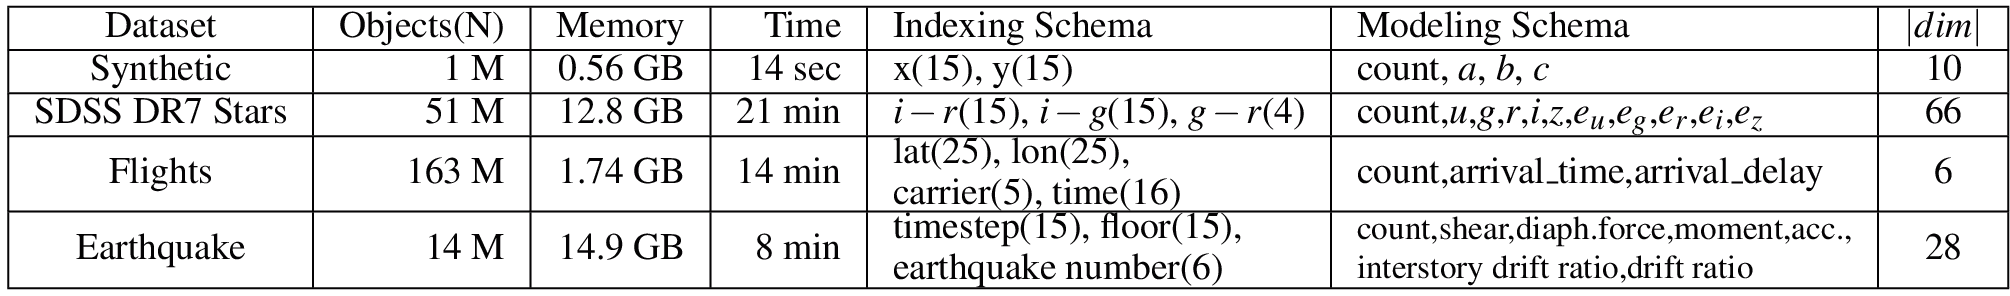 Dataset Objects(N) Memory Time Indexing Schema Modeling Schema |dim|
Synthetic 1 M 0.56 GB 14 sec x(15), y(15) count, a, b, c 10
SDSS DR7 Stars 51 M 12.8 GB 21 min i−r(15), i−g(15), g−r(4) count,u,g,r,i,z,e_u,e_g,e_r,e_i,e_z 66
Flights 163 M 1.74 GB 14 min lat(25), lon(25),
carrier(5), time(16) count,arrival_time,arrival_delay 6
Earthquake 14 M 14.9 GB 8 min timestep(15), floor(15),
earthquake number(6) count,shear,diaph.force,moment,acc.,
interstory drift ratio,drift ratio 28